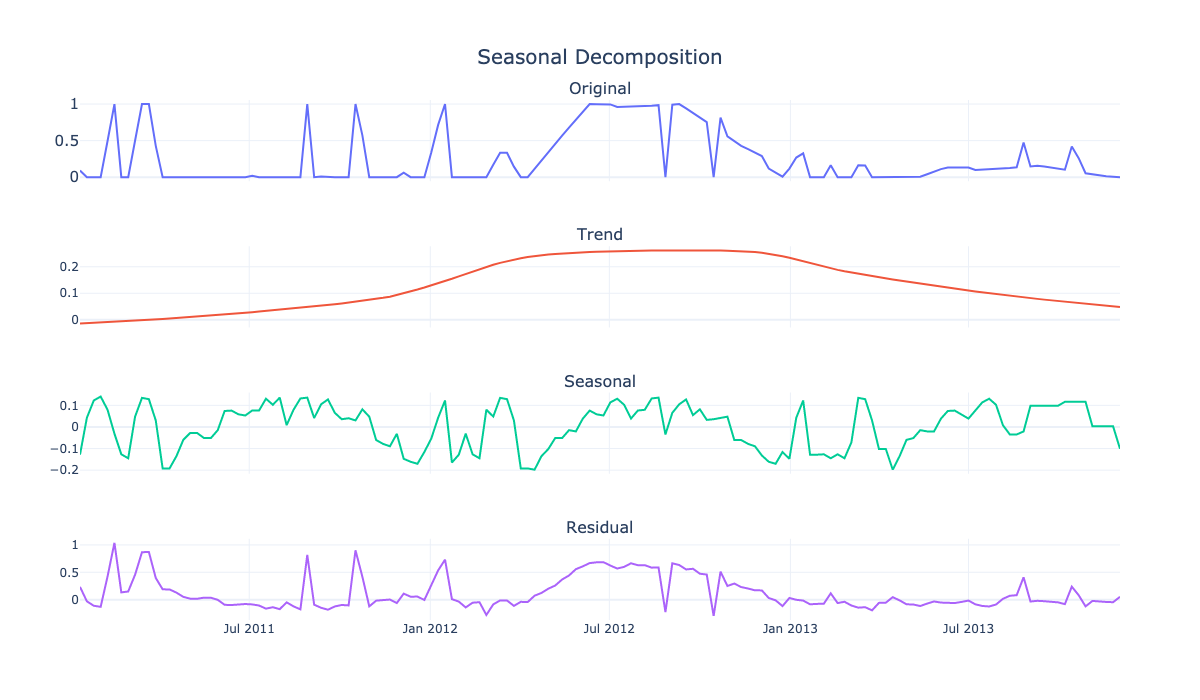 Seasonal Decomposition
Original
1
0.5
0
Trend
0.2
0.1
0
Seasonal
0.1
0
−0.1
−0.2
Residual
1
0.5
0
Jul 2011 Jan 2012 Jul 2012 Jan 2013 Jul 2013